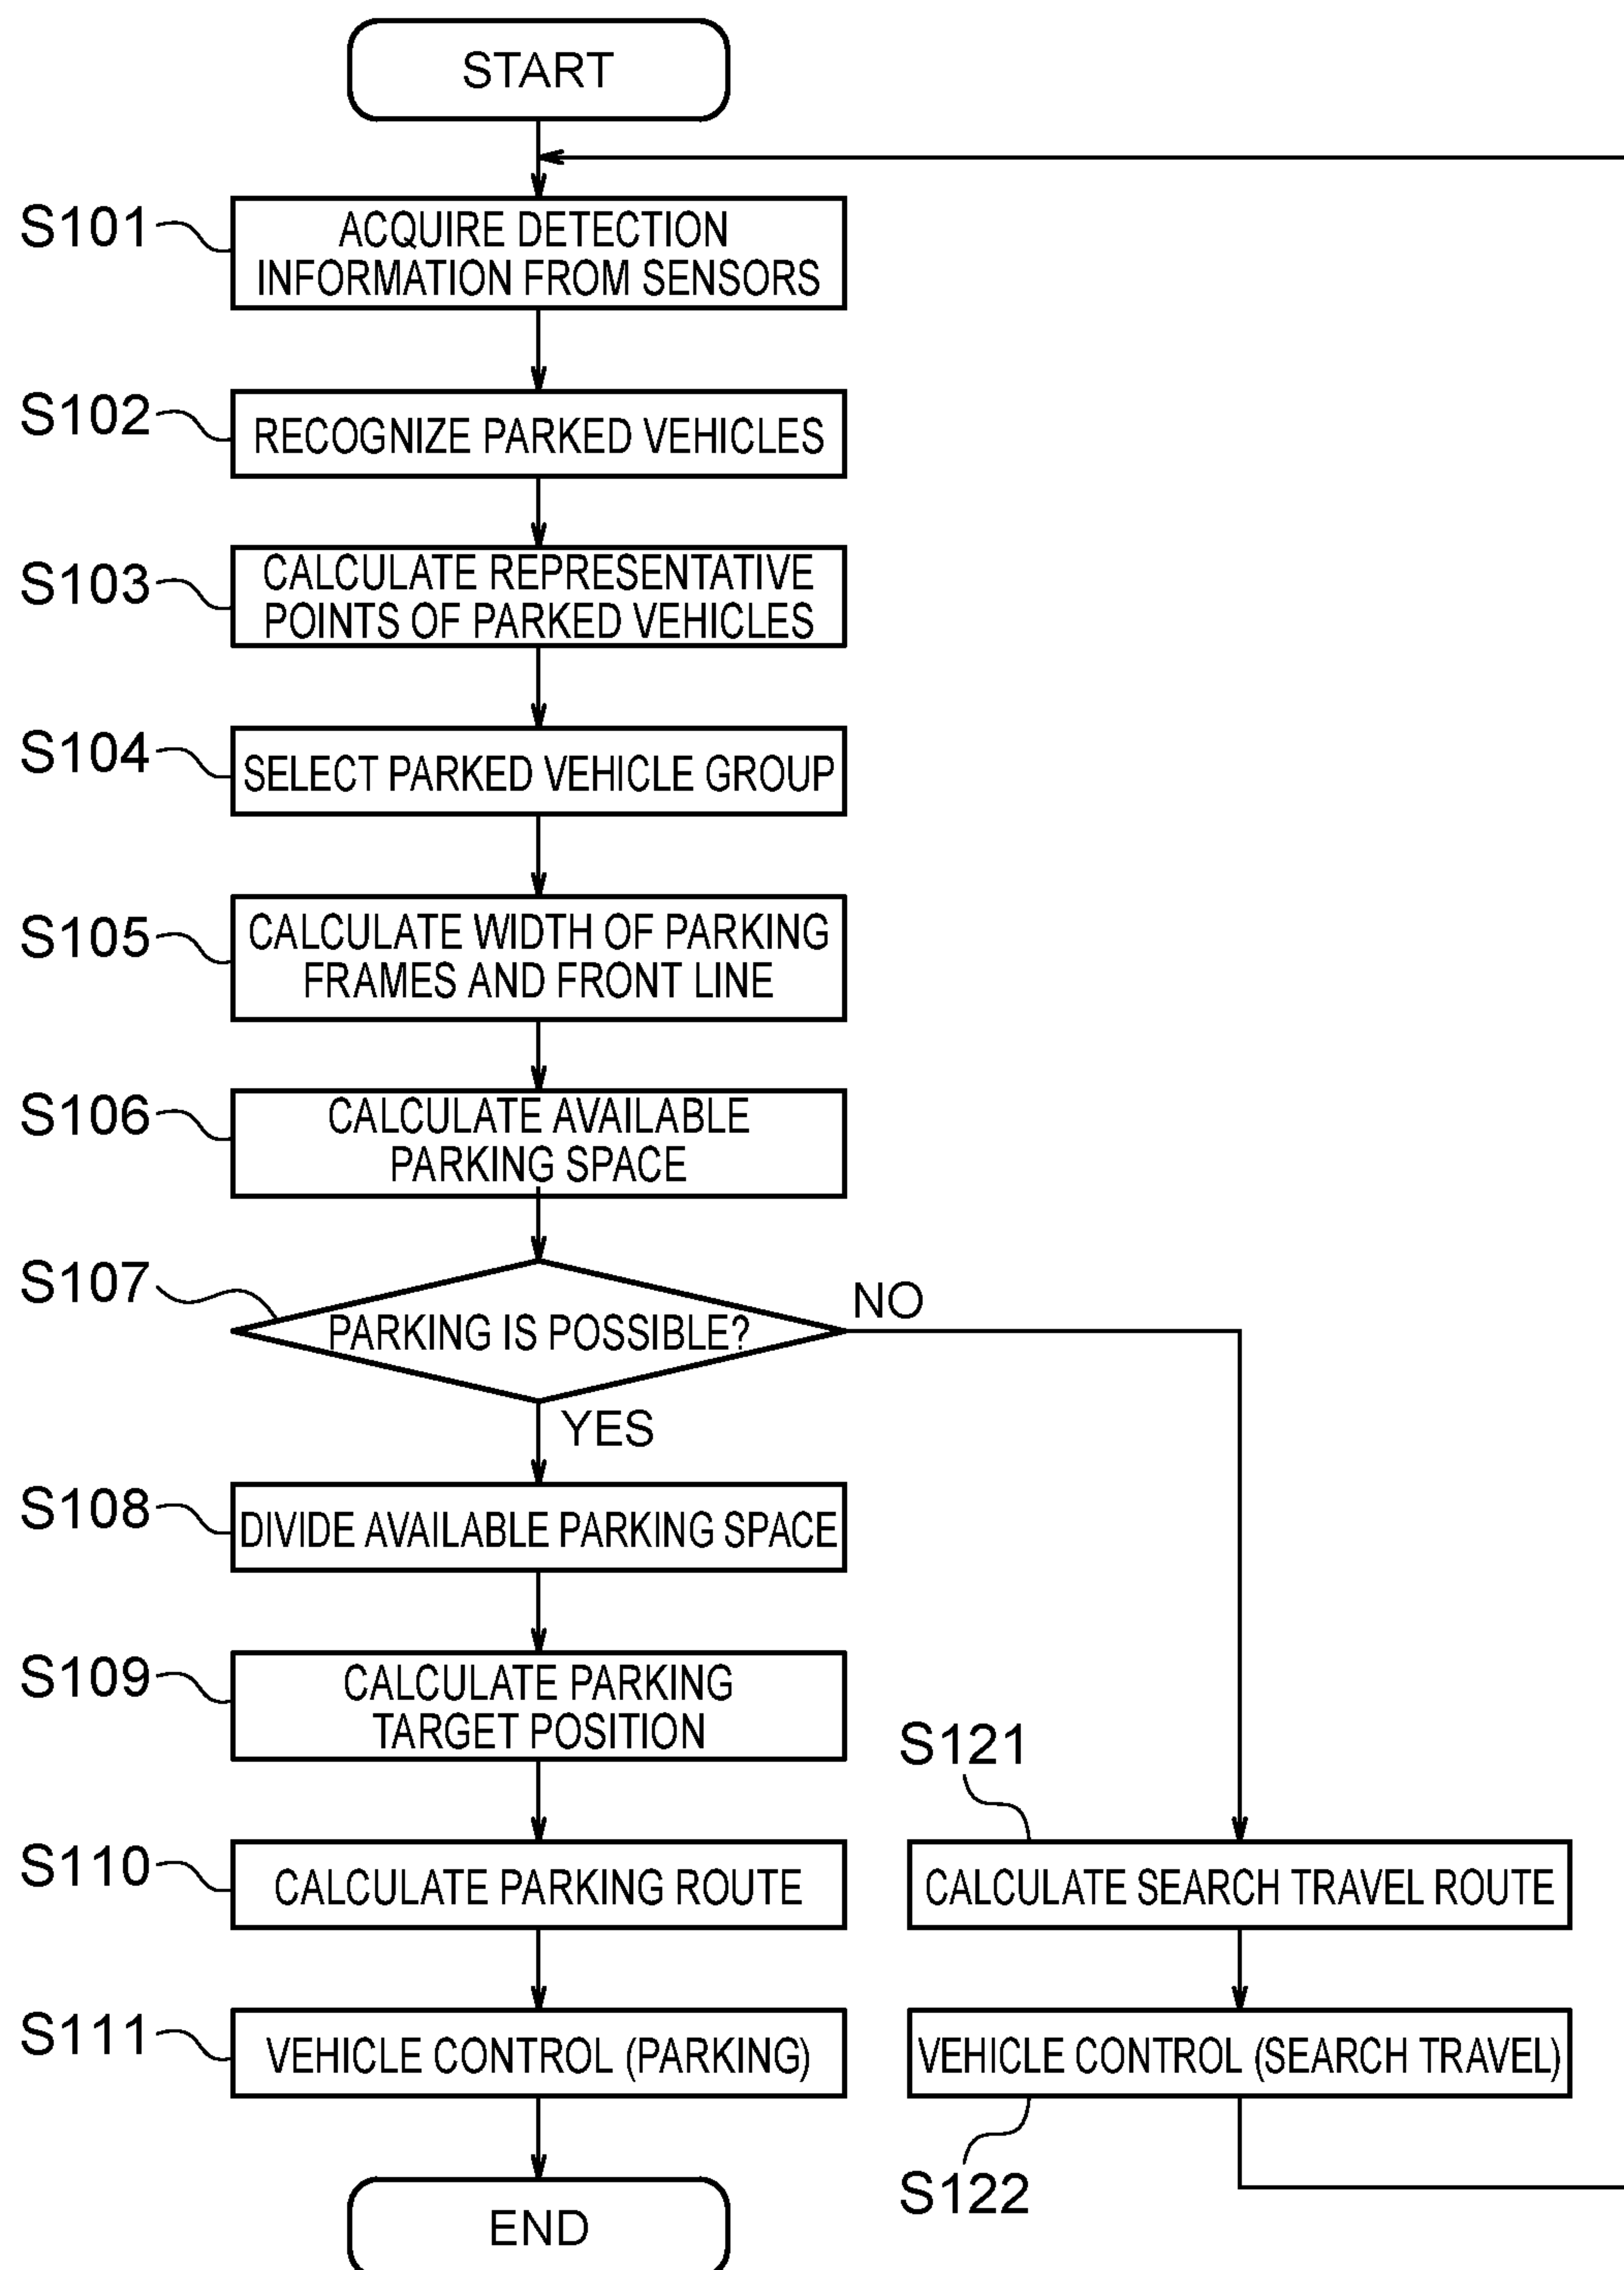 START
S101
ACQUIRE DETECTION
INFORMATION FROM SENSORS
S102
RECOGNIZE PARKED VEHICLES
S103
CALCULATE REPRESENTATIVE
POINTS OF PARKED VEHICLES
S104
SELECT PARKED VEHICLE GROUP
S105
CALCULATE WIDTH OF PARKING
FRAMES AND FRONT LINE
S106
CALCULATE AVAILABLE
PARKING SPACE
S107
PARKING IS POSSIBLE?
NO
YES
S108
DIVIDE AVAILABLE PARKING SPACE
S109
CALCULATE PARKING
TARGET POSITION
S110
CALCULATE PARKING ROUTE
S111
VEHICLE CONTROL (PARKING)
END
S121
CALCULATE SEARCH TRAVEL ROUTE
VEHICLE CONTROL (SEARCH TRAVEL)
S122